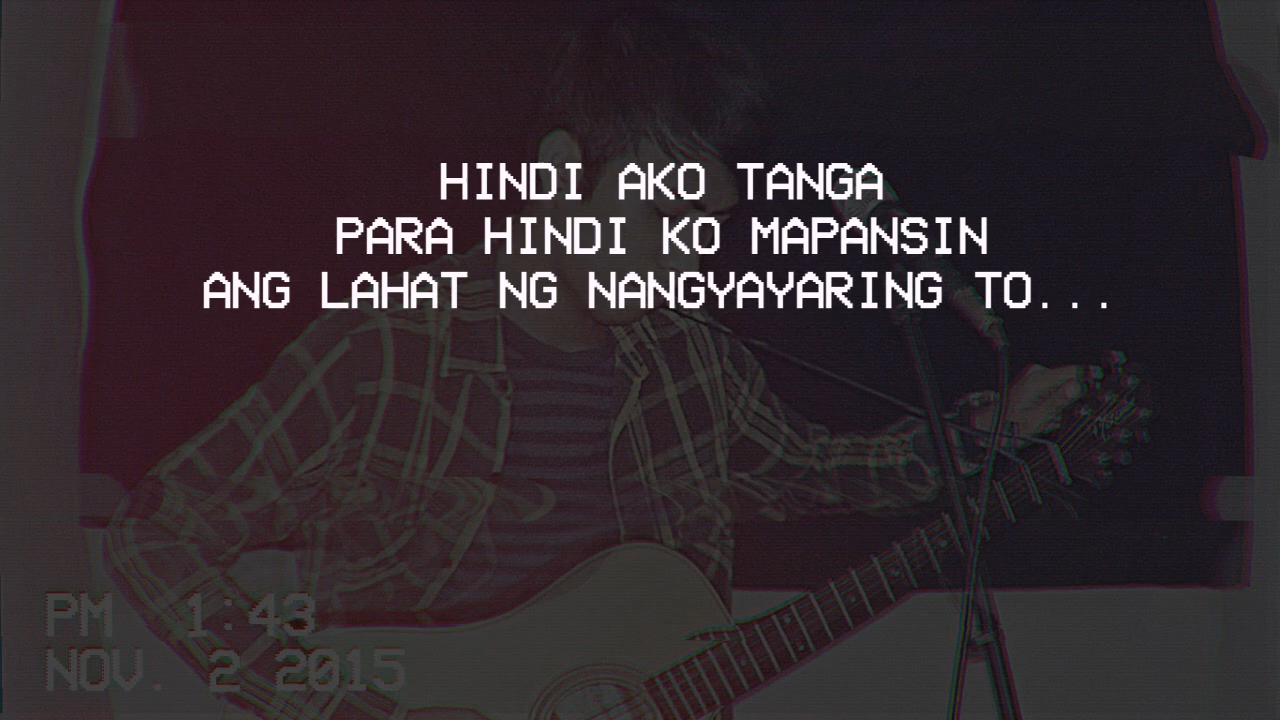 HINDI AKO TANGA
PARA HINDI KO MAPANSIN
ANG LAHAT NG NANGYAYARING TO...
PM 1:43
NOV. 2 2015